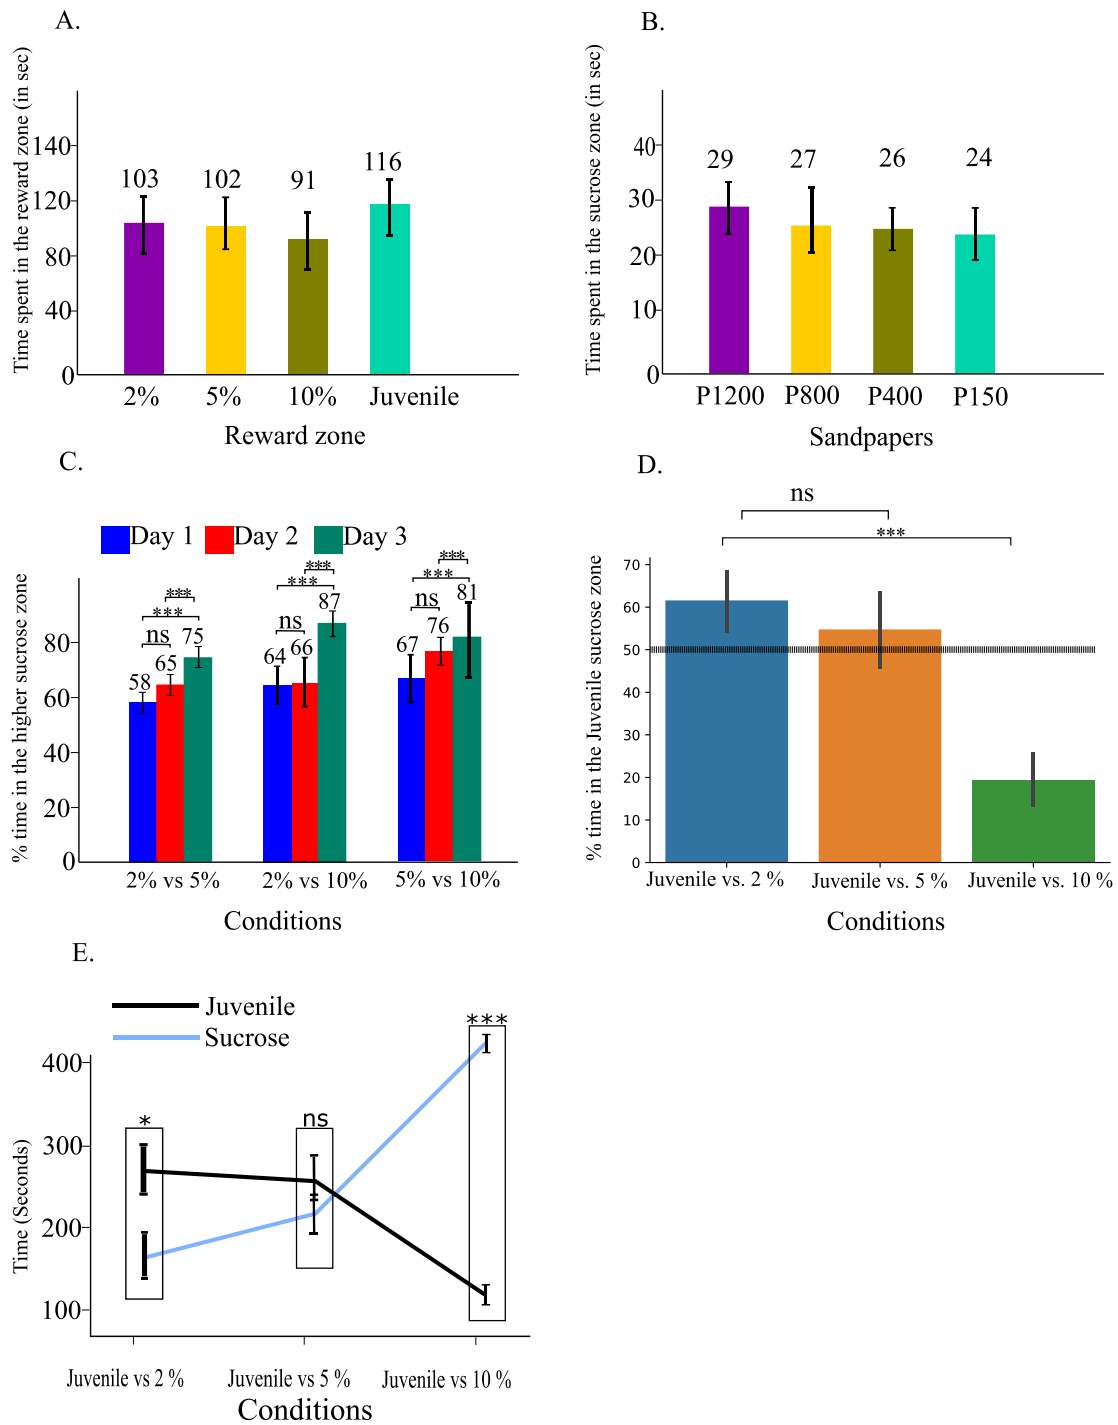 A.
Time spent in the reward zone (in sec)
140
120
80
40
0
103
102
91
116
2%
5%
10%
Juvenile
Reward zone
B.
Time spent in the sucrose zone (in sec)
40
30
20
10
0
29
27
26
24
P1200
P800
P400
P150
Sandpapers
C.
Day 1
Day 2
Day 3
% time in the higher sucrose zone
80
60
40
20
0
***
***
ns
58
65
75
***
***
ns
64
66
87
***
***
ns
67
76
81
2% vs 5%
2% vs 10%
5% vs 10%
Conditions
D.
ns
***
% time in the Juvenile sucrose zone
70
60
50
40
30
20
10
0
Juvenile vs. 2 %
Juvenile vs. 5 %
Juvenile vs. 10 %
Conditions
E.
Juvenile
Sucrose
Time (Seconds)
400
300
200
100
*
ns
***
Juvenile vs 2 %
Juvenile vs 5 %
Juvenile vs 10 %
Conditions